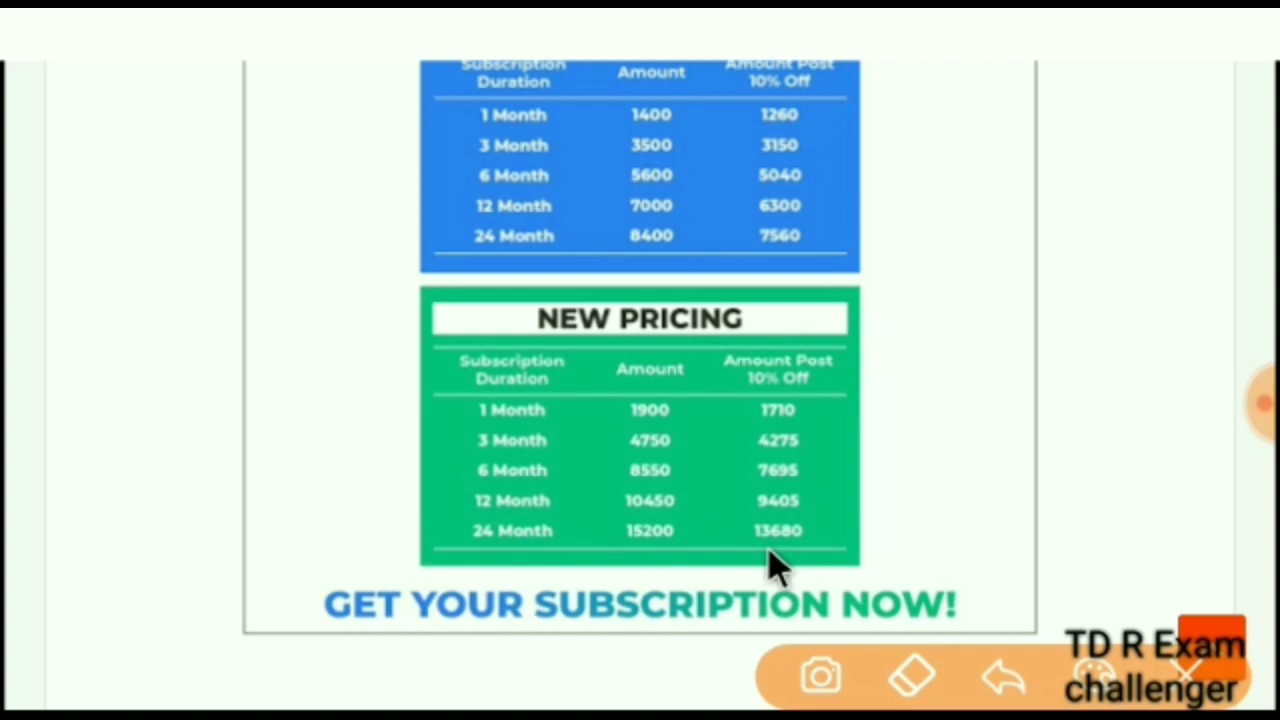 Subscription Duration Amount Amount Post 10% Off
1 Month 1400 1260
3 Month 3500 3150
6 Month 5600 5040
12 Month 7000 6300
24 Month 8400 7560
NEW PRICING
Subscription Duration Amount Amount Post 10% Off
1 Month 1900 1710
3 Month 4750 4275
6 Month 8550 7695
12 Month 10450 9405
24 Month 15200 13680
GET YOUR SUBSCRIPTION NOW!
TD R Exam
challenger